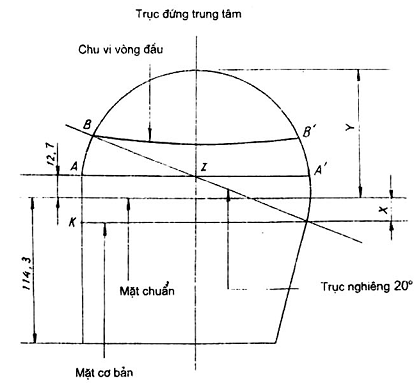 Trục đứng trung tâm
Chu vi vòng đầu
B
B'
Y
12,7
A
Z
A'
K
X
114,3
Mặt chuẩn
Trục nghiêng 20°
Mặt cơ bản